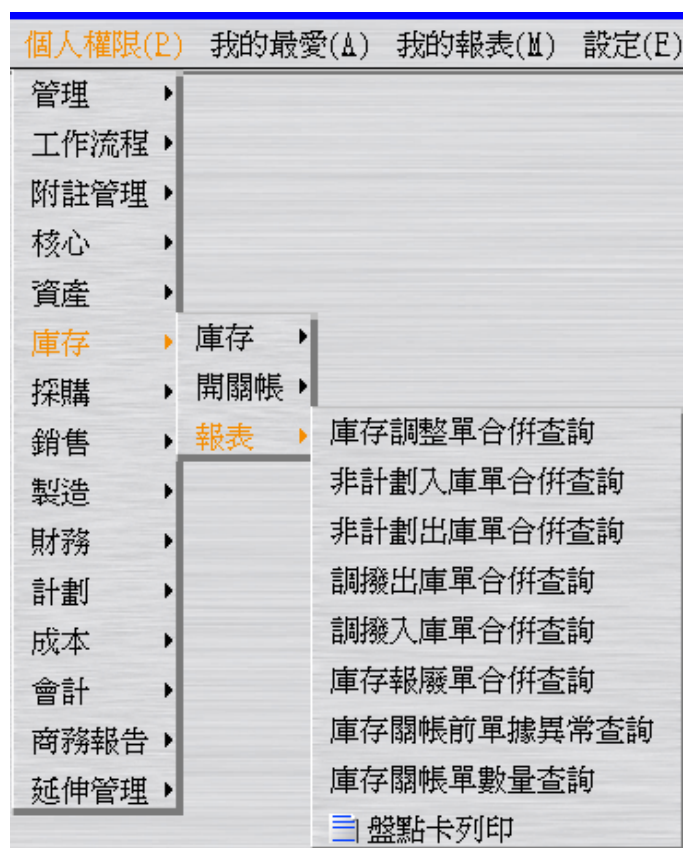 個人權限(P) 我的最愛(A) 我的報表(M) 設定(E)
管理
工作流程
附註管理
核心
資產
庫存
採購
銷售
製造
財務
計劃
成本
會計
商務報告
延伸管理
庫存
開關帳
報表
庫存調整單合併查詢
非計劃入庫單合併查詢
非計劃出庫單合併查詢
調撥出庫單合併查詢
調撥入庫單合併查詢
庫存報廢單合併查詢
庫存關帳前單據異常查詢
庫存關帳單數量查詢
盤點卡列印